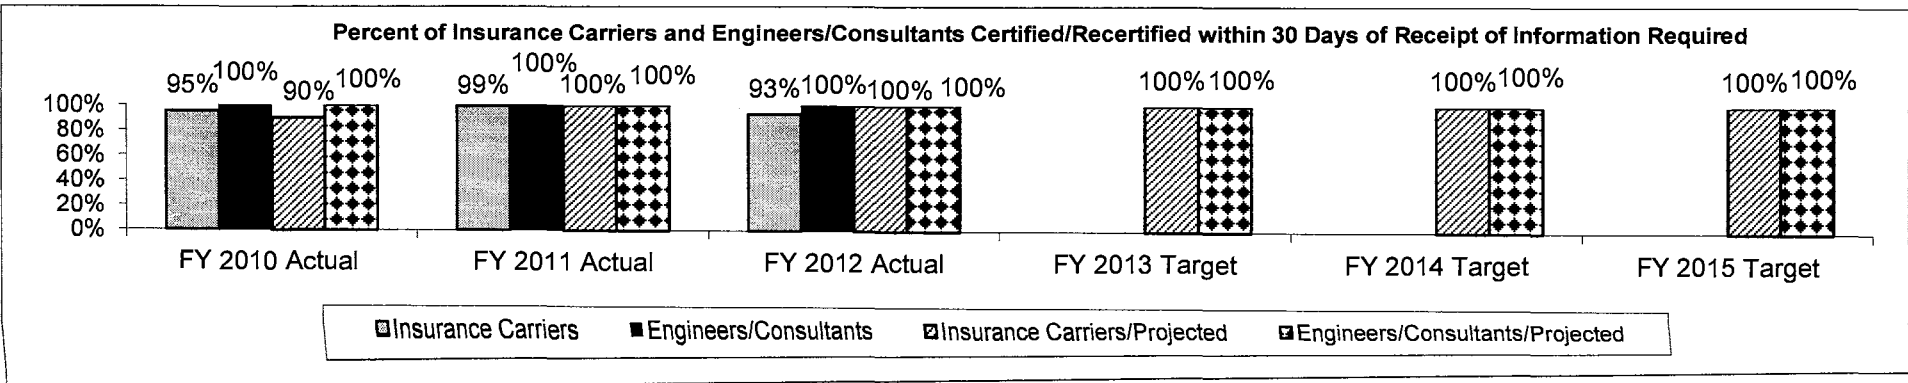 Percent of Insurance Carriers and Engineers/Consultants Certified/Recertified within 30 Days of Receipt of Information Required
95% 100% 90% 100% 99% 100% 100% 100% 93% 100% 100% 100% 100% 100% 100% 100% 100% 100%
100%
80%
60%
40%
20%
0%
FY 2010 Actual FY 2011 Actual FY 2012 Actual FY 2013 Target FY 2014 Target FY 2015 Target
Insurance Carriers Engineers/Consultants Insurance Carriers/Projected Engineers/Consultants/Projected